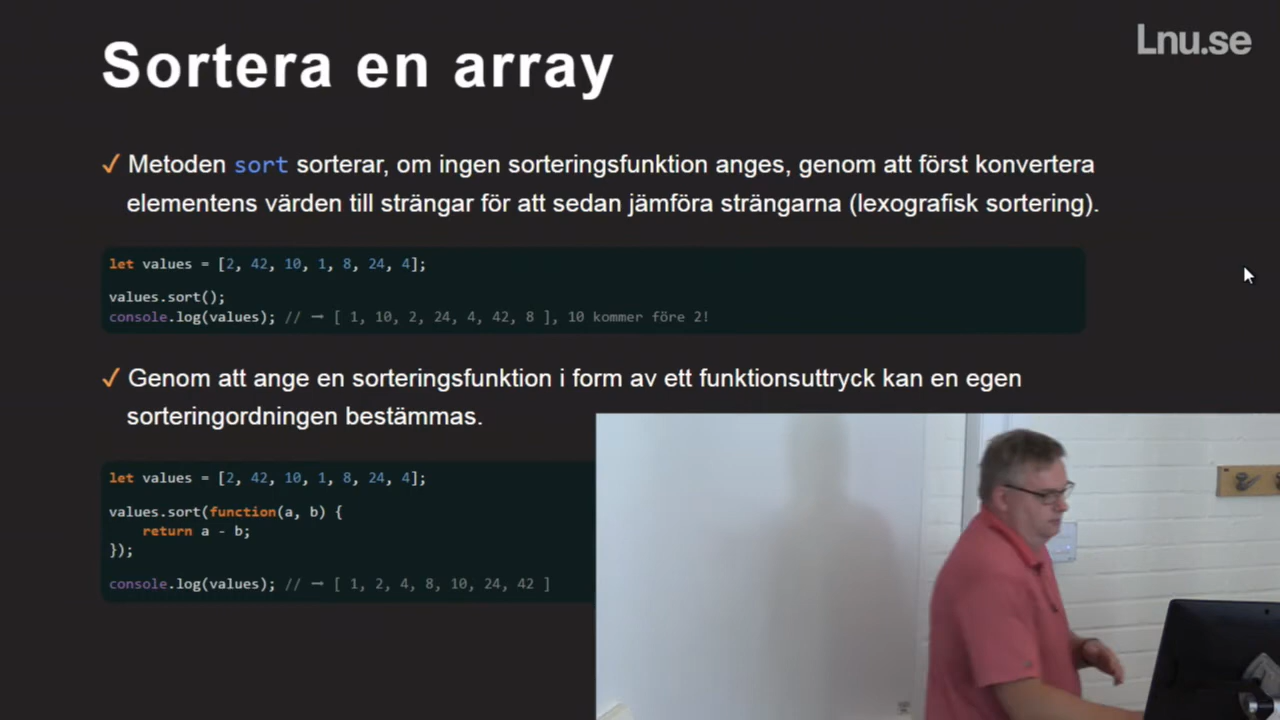 Lnu.se
Sortera en array
✓ Metoden sort sorterar, om ingen sorteringsfunktion anges, genom att först konvertera
elementens värden till strängar för att sedan jämföra strängarna (lexografisk sortering).
let values = [2, 42, 10, 1, 8, 24, 4];
values.sort();
console.log(values); // → [ 1, 10, 2, 24, 4, 42, 8 ], 10 kommer före 2!
✓ Genom att ange en sorteringsfunktion i form av ett funktionsuttryck kan en egen
sorteringordningen bestämmas.
let values = [2, 42, 10, 1, 8, 24, 4];
values.sort(function(a, b) {
return a - b;
});
console.log(values); // → [ 1, 2, 4, 8, 10, 24, 42 ]